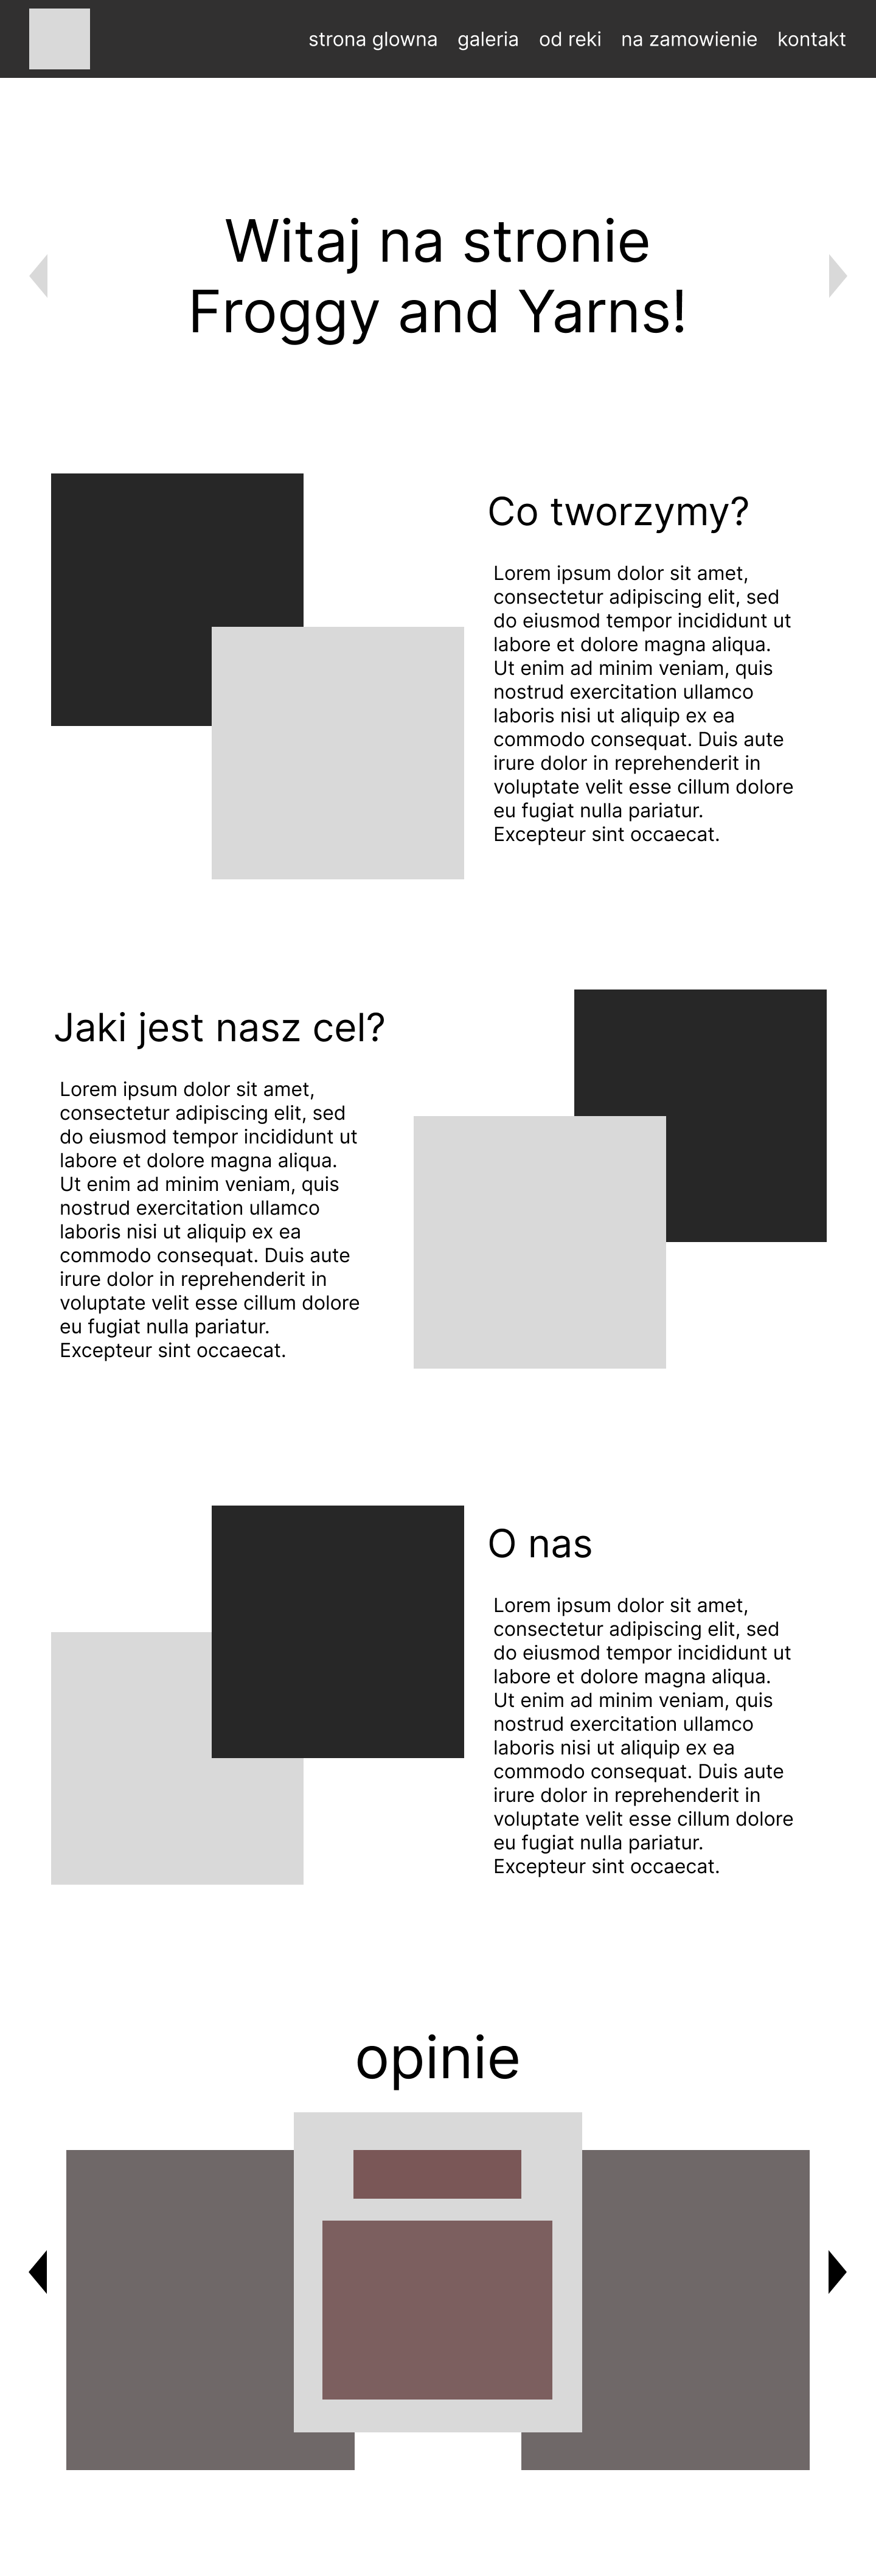 strona glowna galeria od reki na zamowienie kontakt
Witaj na stronie
Froggy and Yarns!
Co tworzymy?
Lorem ipsum dolor sit amet,
consectetur adipiscing elit, sed
do eiusmod tempor incididunt ut
labore et dolore magna aliqua.
Ut enim ad minim veniam, quis
nostrud exercitation ullamco
laboris nisi ut aliquip ex ea
commodo consequat. Duis aute
irure dolor in reprehenderit in
voluptate velit esse cillum dolore
eu fugiat nulla pariatur.
Excepteur sint occaecat.
Jaki jest nasz cel?
Lorem ipsum dolor sit amet,
consectetur adipiscing elit, sed
do eiusmod tempor incididunt ut
labore et dolore magna aliqua.
Ut enim ad minim veniam, quis
nostrud exercitation ullamco
laboris nisi ut aliquip ex ea
commodo consequat. Duis aute
irure dolor in reprehenderit in
voluptate velit esse cillum dolore
eu fugiat nulla pariatur.
Excepteur sint occaecat.
O nas
Lorem ipsum dolor sit amet,
consectetur adipiscing elit, sed
do eiusmod tempor incididunt ut
labore et dolore magna aliqua.
Ut enim ad minim veniam, quis
nostrud exercitation ullamco
laboris nisi ut aliquip ex ea
commodo consequat. Duis aute
irure dolor in reprehenderit in
voluptate velit esse cillum dolore
eu fugiat nulla pariatur.
Excepteur sint occaecat.
opinie